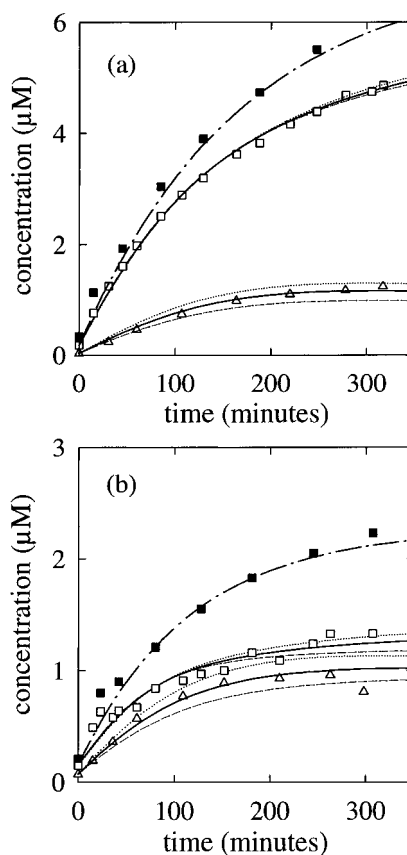 6
(a)
4
concentration (μM)
2
0
0 100 200 300
time (minutes)
3
(b)
2
concentration (μM)
1
0
0 100 200 300
time (minutes)